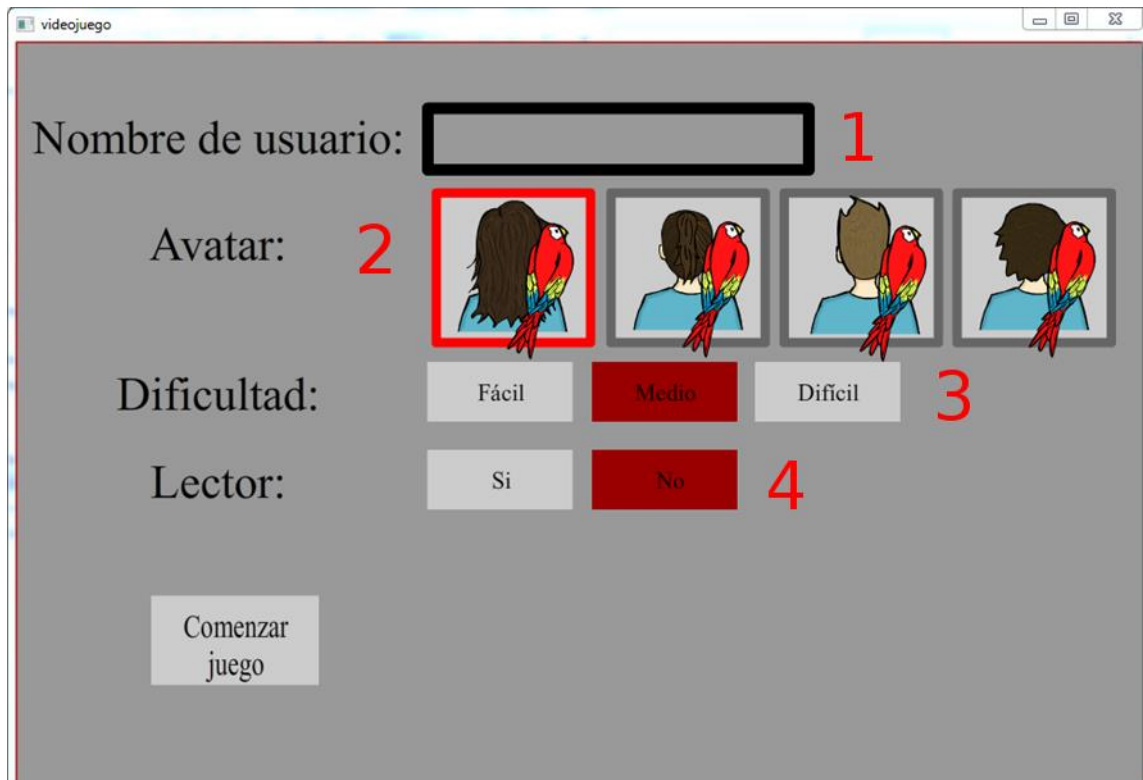 videojuego
Nombre de usuario: 1
Avatar: 2
Dificultad: Fácil Medio Difícil 3
Lector: Si No 4
Comenzar
juego